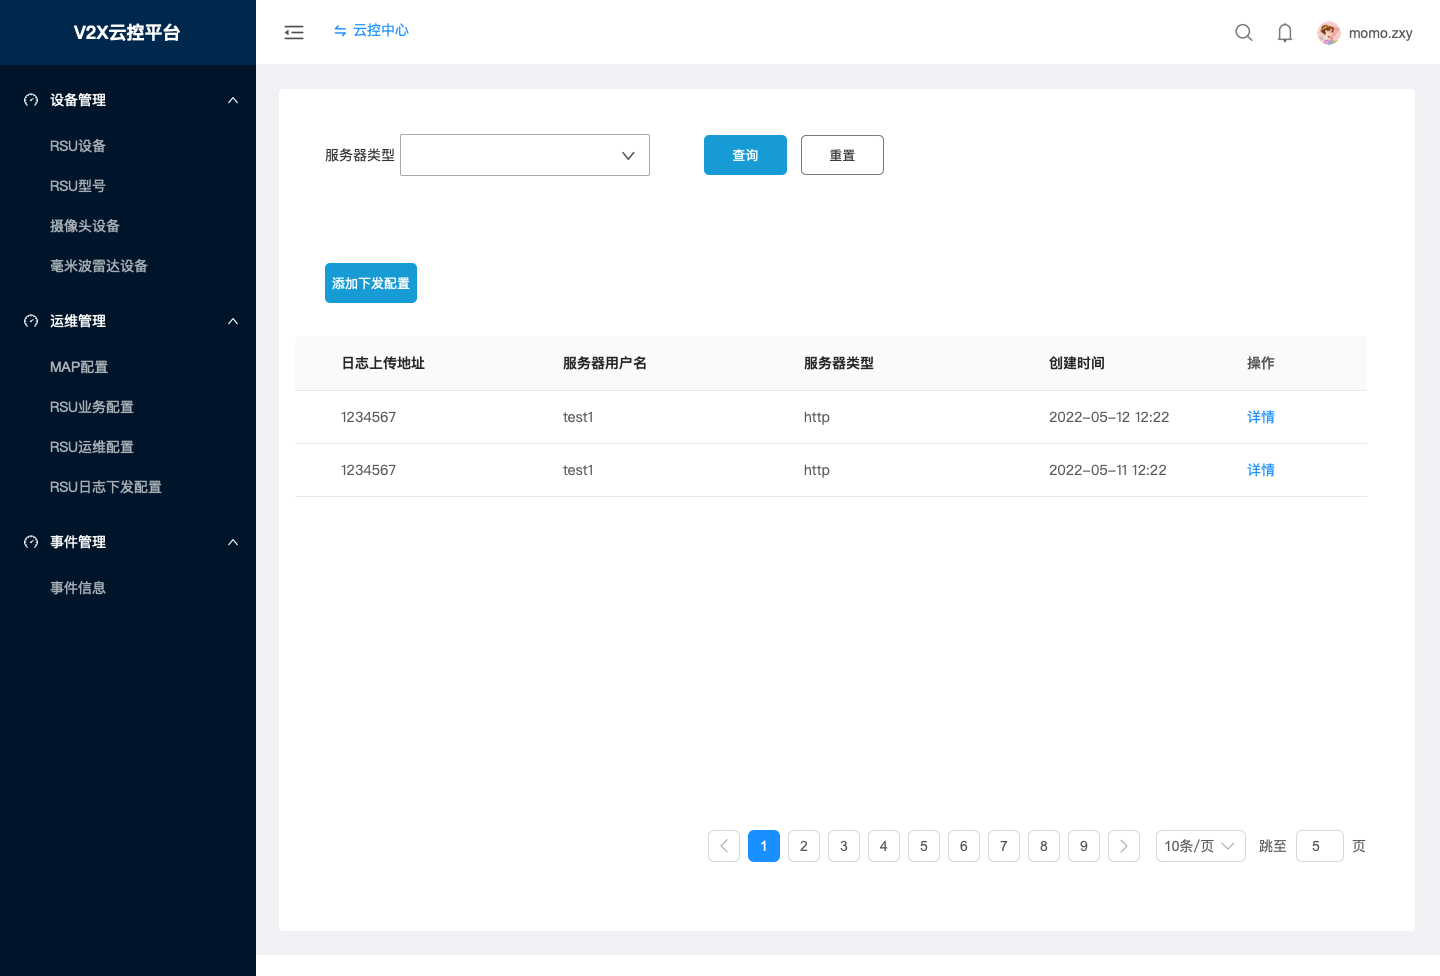 V2X云控平台
云控中心
momo.zxy
设备管理
RSU设备
RSU型号
摄像头设备
毫米波雷达设备
运维管理
MAP配置
RSU业务配置
RSU运维配置
RSU日志下发配置
事件管理
事件信息
服务器类型 查询 重置
添加下发配置
日志上传地址 服务器用户名 服务器类型 创建时间 操作
1234567 test1 http 2022-05-12 12:22 详情
1234567 test1 http 2022-05-11 12:22 详情
1 2 3 4 5 6 7 8 9 10条/页 跳至 5 页